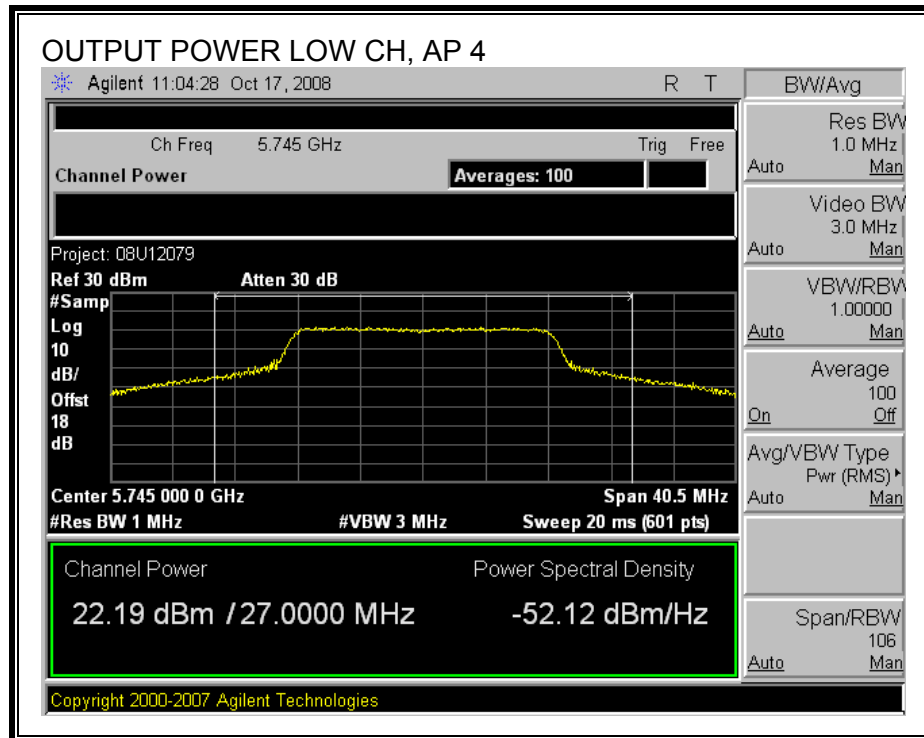 OUTPUT POWER LOW CH, AP 4
Agilent 11:04:28 Oct 17, 2008 R T
BW/Avg
Ch Freq 5.745 GHz Trig Free
Channel Power Averages: 100
Project: 08U12079
Ref 30 dBm Atten 30 dB
#Samp
Log
10
dB/
Offst
18
dB
Center 5.745 000 0 GHz Span 40.5 MHz
#Res BW 1 MHz #VBW 3 MHz Sweep 20 ms (601 pts)
Channel Power Power Spectral Density
22.19 dBm / 27.0000 MHz -52.12 dBm/Hz
Res BW
1.0 MHz
Auto Man
Video BW
3.0 MHz
Auto Man
VBW/RBW
1.00000
Auto Man
Average
100
On Off
Avg/VBW Type
Pwr (RMS)
Auto Man
Span/RBW
106
Auto Man
Copyright 2000-2007 Agilent Technologies